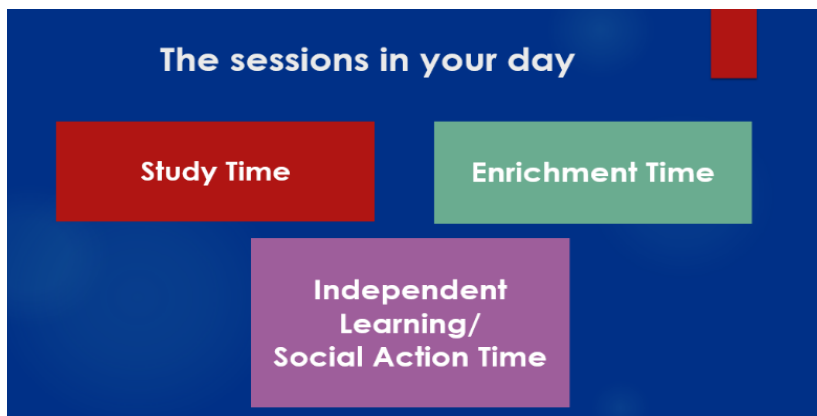 The sessions in your day
Study Time
Enrichment Time
Independent
Learning/
Social Action Time